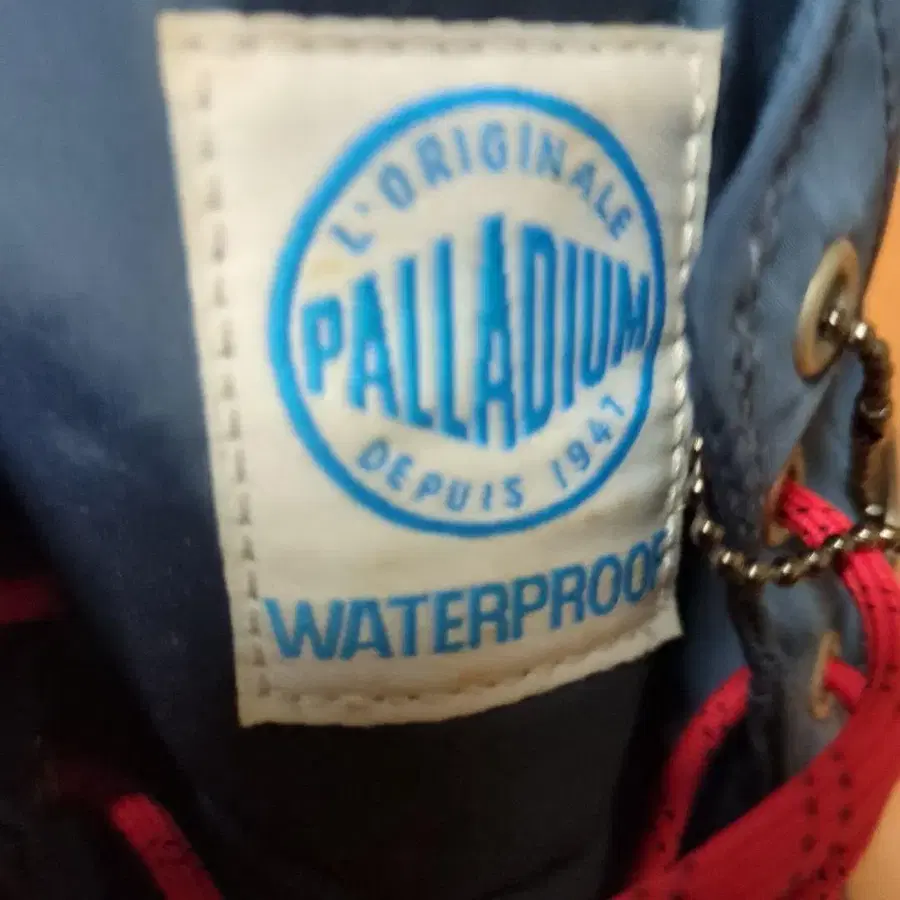 L'ORIGINALE
PALLADIUM
DEPUIS 1947
WATERPROOF